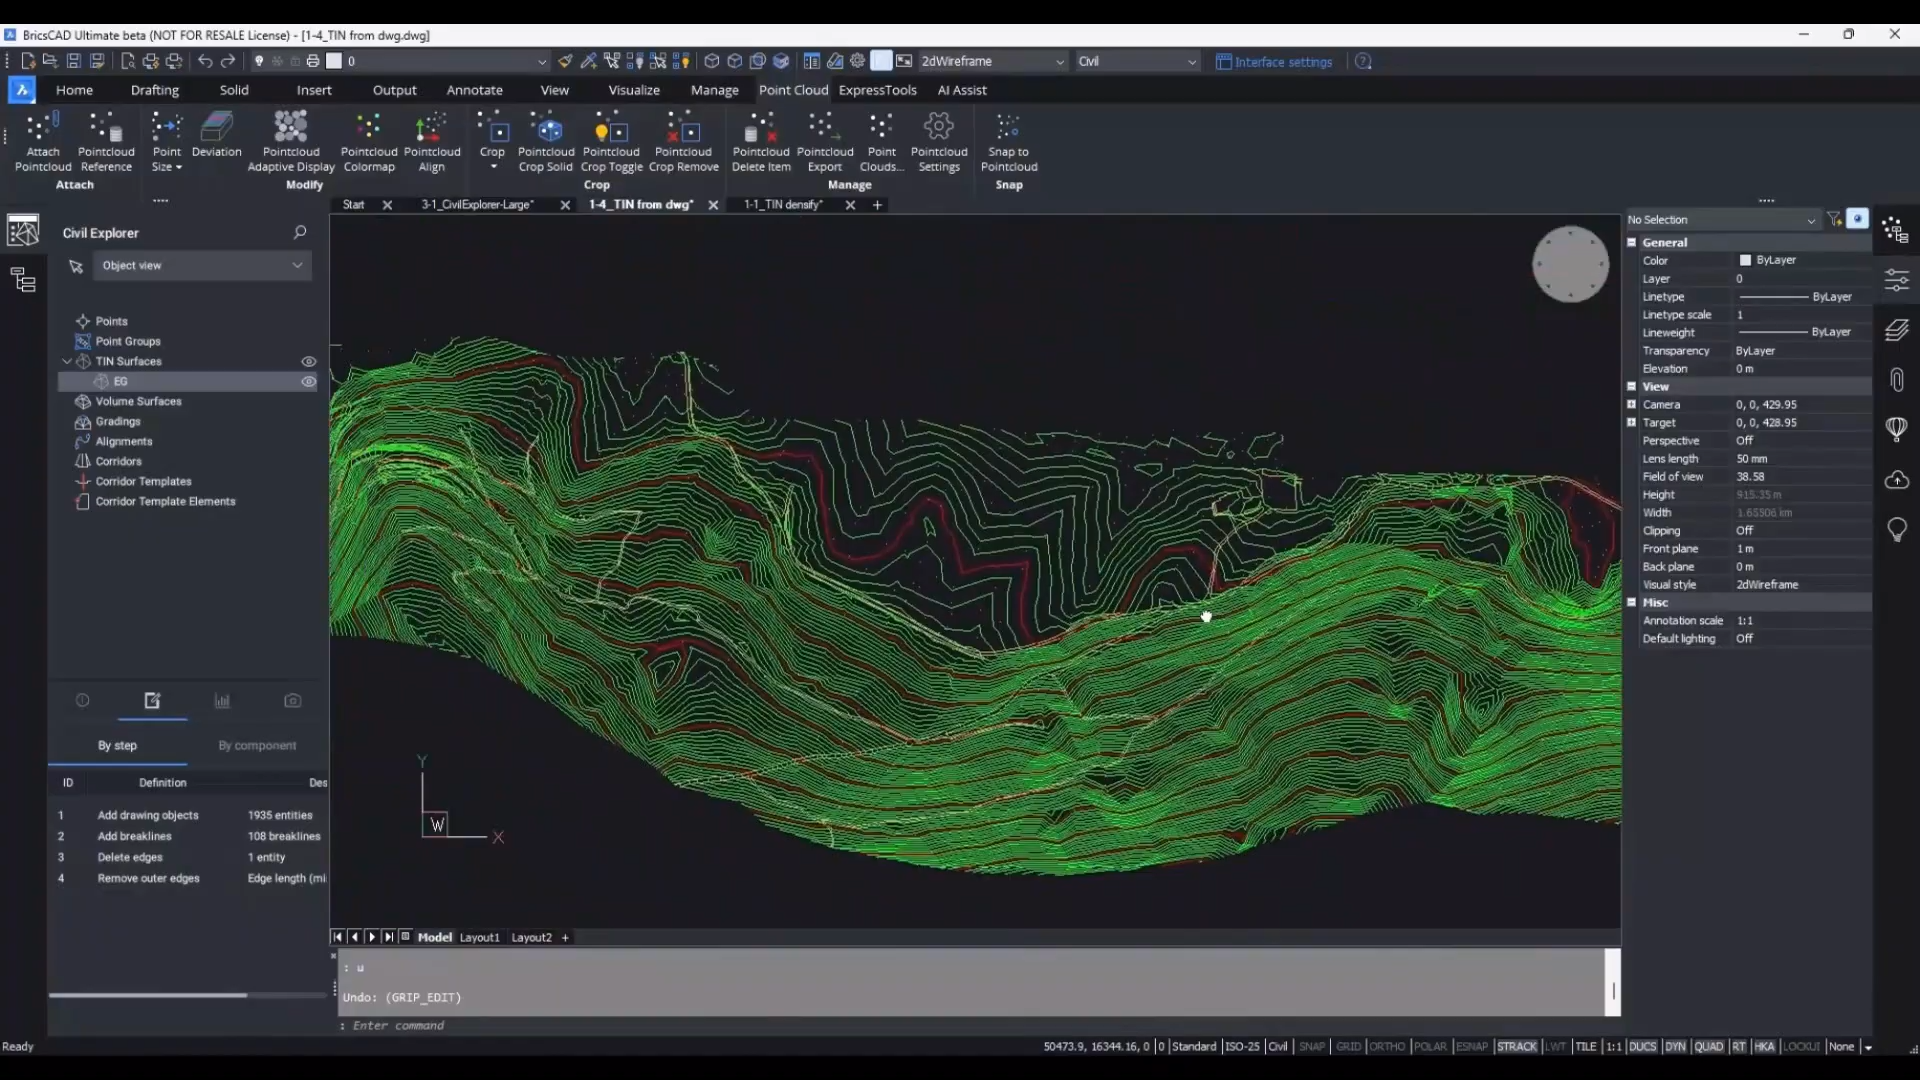 BricsCAD Ultimate beta (NOT FOR RESALE License) - [1-4_TIN from dwg.dwg]
0
2dWireframe
Civil
Interface settings
Home Drafting Solid Insert Output Annotate View Visualize Manage Point Cloud ExpressTools AI Assist
Attach Pointcloud
Pointcloud Reference
Point Size
Deviation
Pointcloud Adaptive Display
Pointcloud Colormap
Pointcloud Align
Crop
Pointcloud Crop Solid
Pointcloud Crop Toggle
Pointcloud Crop Remove
Pointcloud Delete Item
Pointcloud Export
Point Clouds...
Pointcloud Settings
Snap to Pointcloud
Attach Modify Crop Manage Snap
Start 3-1_CivilExplorer-Large* 1-4_TIN from dwg* 1-1_TIN densify*
Civil Explorer
Object view
Points
Point Groups
TIN Surfaces
EG
Volume Surfaces
Gradings
Alignments
Corridors
Corridor Templates
Corridor Template Elements
By step By component
ID Definition Des
1 Add drawing objects 1935 entities
2 Add breaklines 108 breaklines
3 Delete edges 1 entity
4 Remove outer edges Edge length (mi
Y
W
X
Model Layout1 Layout2 +
: u
Undo: (GRIP_EDIT)
: Enter command
No Selection
General
Color ByLayer
Layer 0
Linetype ByLayer
Linetype scale 1
Lineweight ByLayer
Transparency ByLayer
Elevation 0 m
View
Camera 0, 0, 429.95
Target 0, 0, 428.95
Perspective Off
Lens length 50 mm
Field of view 38.58
Height 915.35 m
Width 1.65506 km
Clipping Off
Front plane 1 m
Back plane 0 m
Visual style 2dWireframe
Misc
Annotation scale 1:1
Default lighting Off
Ready
50473.9, 16344.16, 0 0 Standard ISO-25 Civil SNAP GRID ORTHO POLAR ESNAP STRACK LWT TILE 1:1 DUCS DYN QUAD RT HKA LOCKUI None